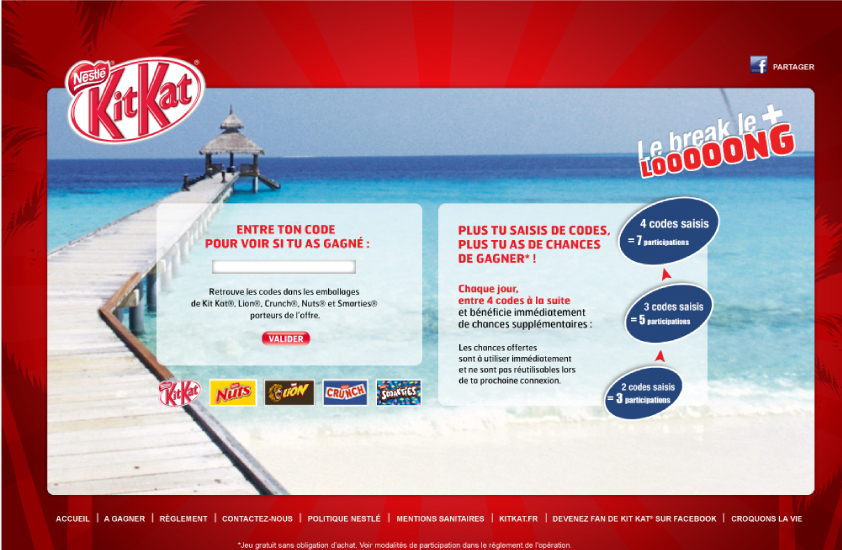 PARTAGER
Nestlé
KitKat®
Le break le +
LOOOOONG
ENTRE TON CODE
POUR VOIR SI TU AS GAGNÉ :
Retrouve les codes dans les emballages
de Kit Kat®, Lion®, Crunch®, Nuts® et Smarties®
porteurs de l'offre.
VALIDER
KitKat
NUTS
LION
CRUNCH
SMARTIES
PLUS TU SAISIS DE CODES,
PLUS TU AS DE CHANCES
DE GAGNER* !
Chaque jour,
entre 4 codes à la suite
et bénéficie immédiatement
de chances supplémentaires :
Les chances offertes
sont à utiliser immédiatement
et ne sont pas réutilisables lors
de ta prochaine connexion.
4 codes saisis
= 7 participations
3 codes saisis
= 5 participations
2 codes saisis
= 3 participations
ACCUEIL | A GAGNER | RÈGLEMENT | CONTACTEZ-NOUS | POLITIQUE NESTLÉ | MENTIONS SANITAIRES | KITKAT.FR | DEVENEZ FAN DE KIT KAT® SUR FACEBOOK | CROQUONS LA VIE
*Jeu gratuit sans obligation d'achat. Voir modalités de participation dans le réglement de l'opération.